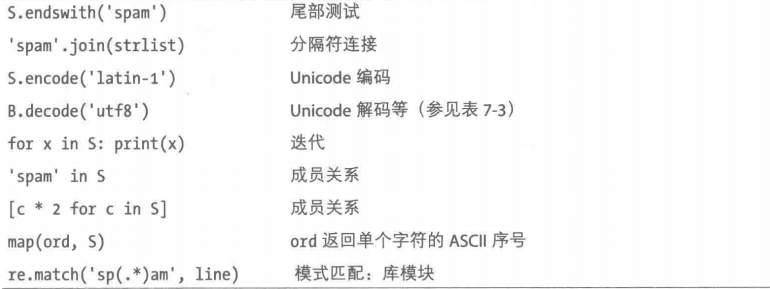 S.endswith('spam') 尾部测试
'spam'.join(strlist) 分隔符连接
S.encode('latin-1') Unicode 编码
B.decode('utf8') Unicode 解码等（参见表 7-3）
for x in S: print(x) 迭代
'spam' in S 成员关系
[c * 2 for c in S] 成员关系
map(ord, S) ord 返回单个字符的 ASCII 序号
re.match('sp(.*)am', line) 模式匹配：库模块